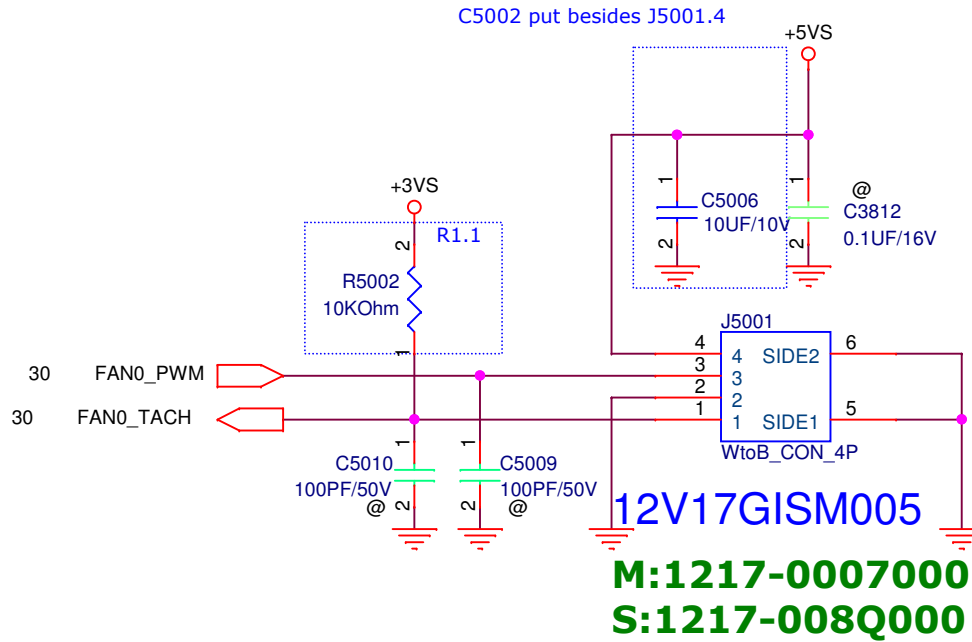 C5002 put besides J5001.4
+5VS
+3VS
R1.1
2
R5002
10KOhm
1
1
C5006
10UF/10V
2
@
1
C3812
0.1UF/16V
2
J5001
4 4 SIDE2 6
3 3
2 2
1 1 SIDE1 5
WtoB_CON_4P
30 FAN0_PWM
30 FAN0_TACH
1
C5010
100PF/50V
@ 2
1
C5009
100PF/50V
2 @
12V17GISM005
M:1217-0007000
S:1217-008Q000